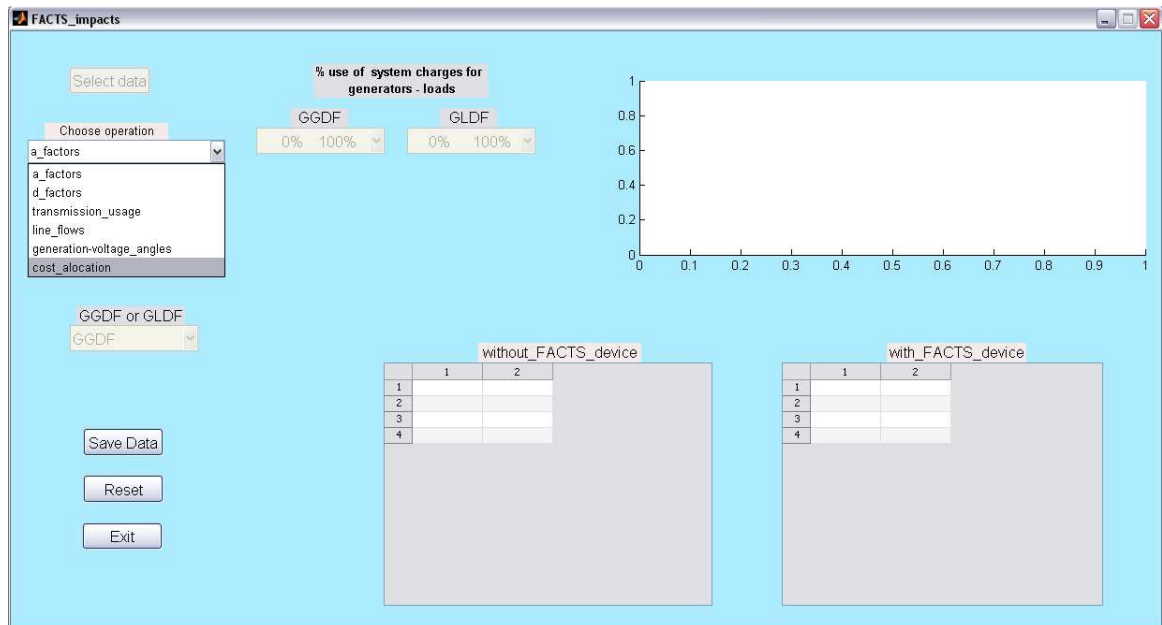 FACTS_impacts
Select data
% use of system charges for
generators - loads
GGDF
GLDF
0% 100%
0% 100%
Choose operation
a_factors
a_factors
d_factors
transmission_usage
line_flows
generation-voltage_angles
cost_alocation
1
0.8
0.6
0.4
0.2
0
0 0.1 0.2 0.3 0.4 0.5 0.6 0.7 0.8 0.9 1
GGDF or GLDF
GGDF
without_FACTS_device
1 2
1
2
3
4
with_FACTS_device
1 2
1
2
3
4
Save Data
Reset
Exit